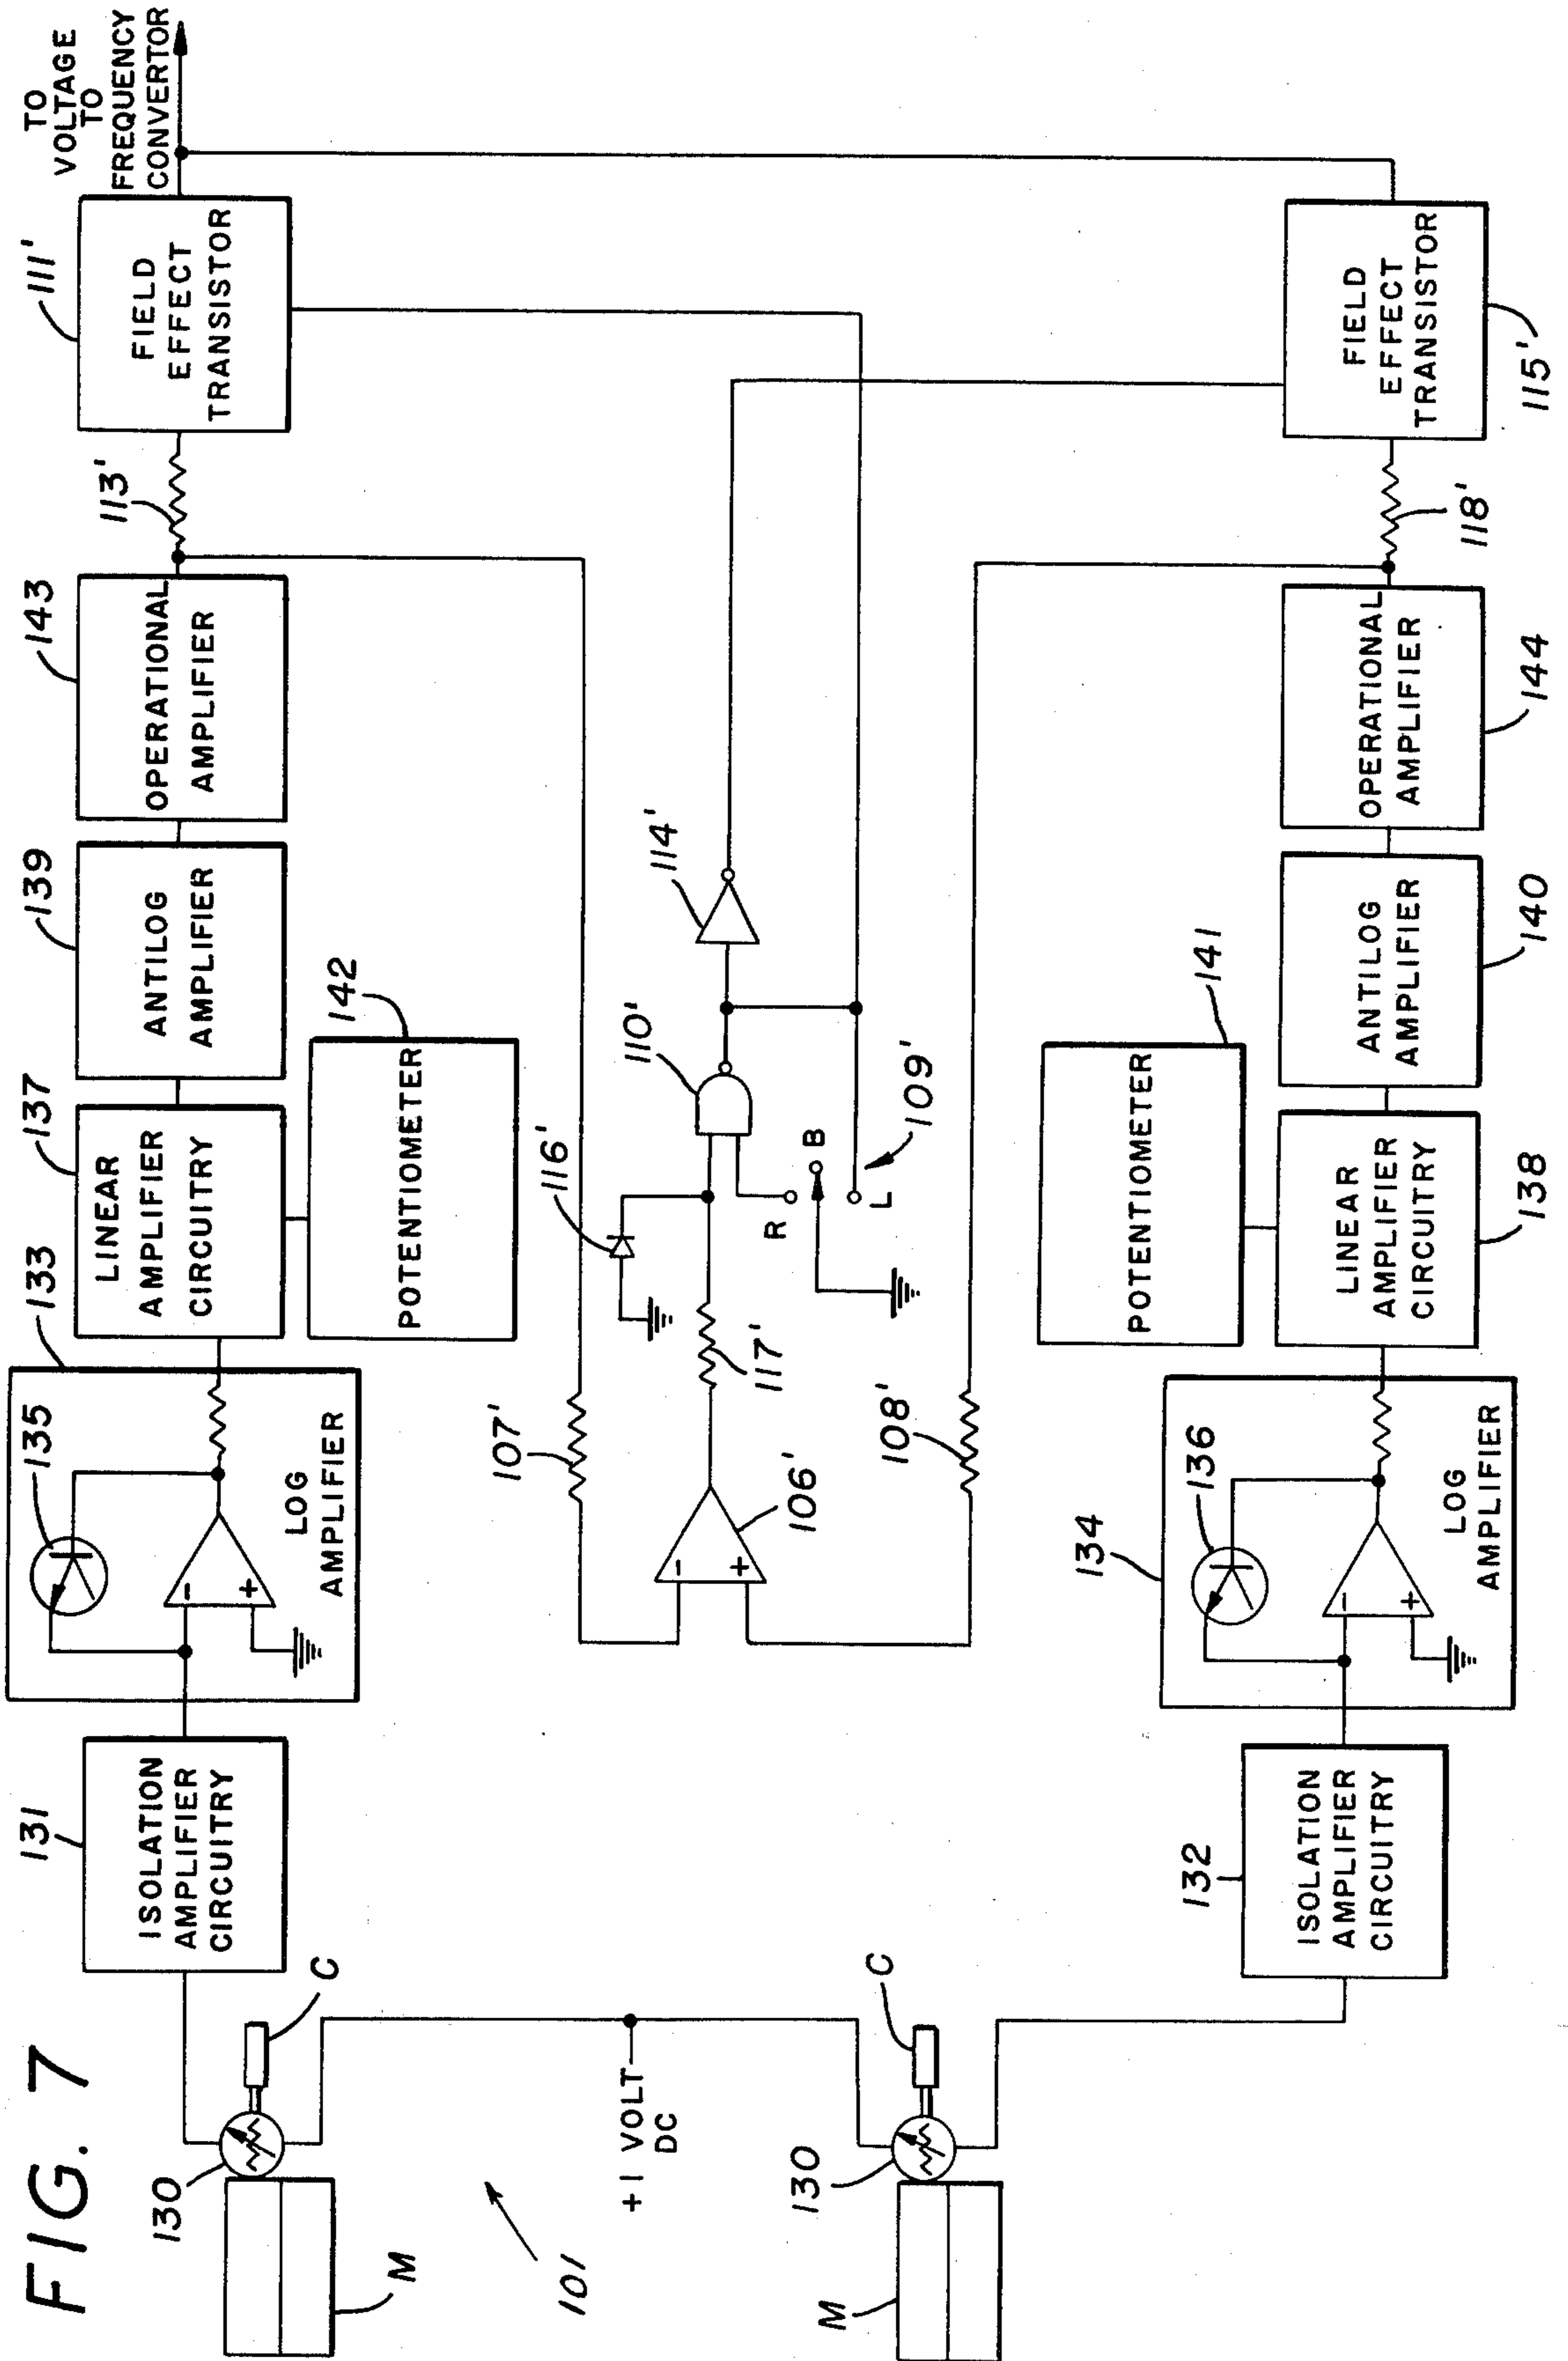 FIG. 7
TO
VOLTAGE
TO
FREQUENCY
CONVERTOR
131
ISOLATION
AMPLIFIER
CIRCUITRY
133
135
LOG
AMPLIFIER
-
+
137
LINEAR
AMPLIFIER
CIRCUITRY
139
ANTILOG
AMPLIFIER
143
OPERATIONAL
AMPLIFIER
113'
111'
FIELD
EFFECT
TRANSISTOR
142
POTENTIOMETER
130
C
M
101
+1 VOLT
DC
107'
106'
-
+
117'
116'
110'
114'
R
B
L
109'
108'
130
C
M
132
ISOLATION
AMPLIFIER
CIRCUITRY
134
136
LOG
AMPLIFIER
-
+
141
POTENTIOMETER
LINEAR
AMPLIFIER
CIRCUITRY
138
ANTILOG
AMPLIFIER
140
OPERATIONAL
AMPLIFIER
144
118'
FIELD
EFFECT
TRANSISTOR
115'